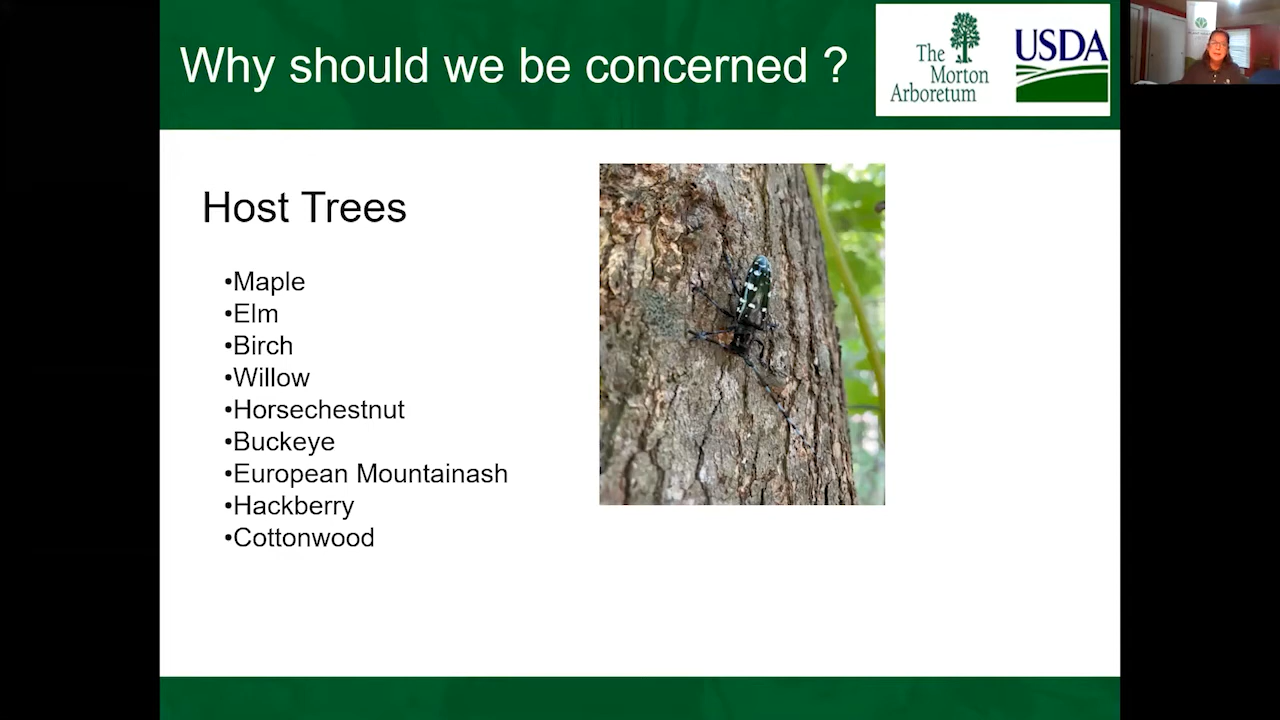 Why should we be concerned ?
The
Morton
Arboretum
USDA
Host Trees
•Maple
•Elm
•Birch
•Willow
•Horsechestnut
•Buckeye
•European Mountainash
•Hackberry
•Cottonwood